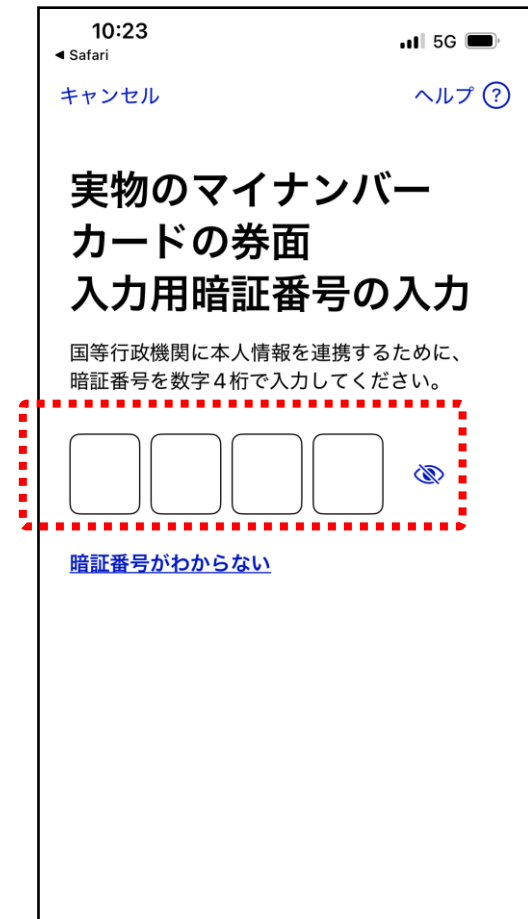 10:23
5G
◀ Safari
キャンセル
ヘルプ ?
実物のマイナンバー
カードの券面
入力用暗証番号の入力
国等行政機関に本人情報を連携するために、
暗証番号を数字４桁で入力してください。
暗証番号がわからない